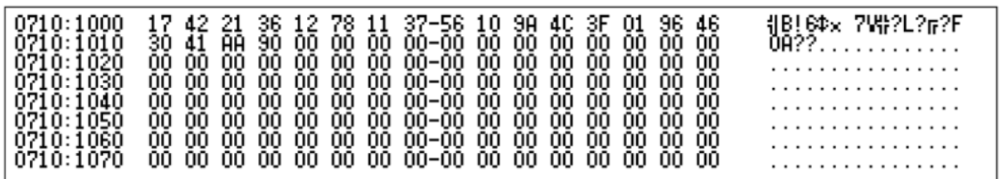 0710:1000 17 42 21 36 12 78 11 37-56 10 9A 4C 3F 01 96 46
0710:1010 30 41 AA 90 00 00 00 00-00 00 00 00 00 00 00 00 0A??............
0710:1020 00 00 00 00 00 00 00 00-00 00 00 00 00 00 00 00 ................
0710:1030 00 00 00 00 00 00 00 00-00 00 00 00 00 00 00 00 ................
0710:1040 00 00 00 00 00 00 00 00-00 00 00 00 00 00 00 00 ................
0710:1050 00 00 00 00 00 00 00 00-00 00 00 00 00 00 00 00 ................
0710:1060 00 00 00 00 00 00 00 00-00 00 00 00 00 00 00 00 ................
0710:1070 00 00 00 00 00 00 00 00-00 00 00 00 00 00 00 00 ................